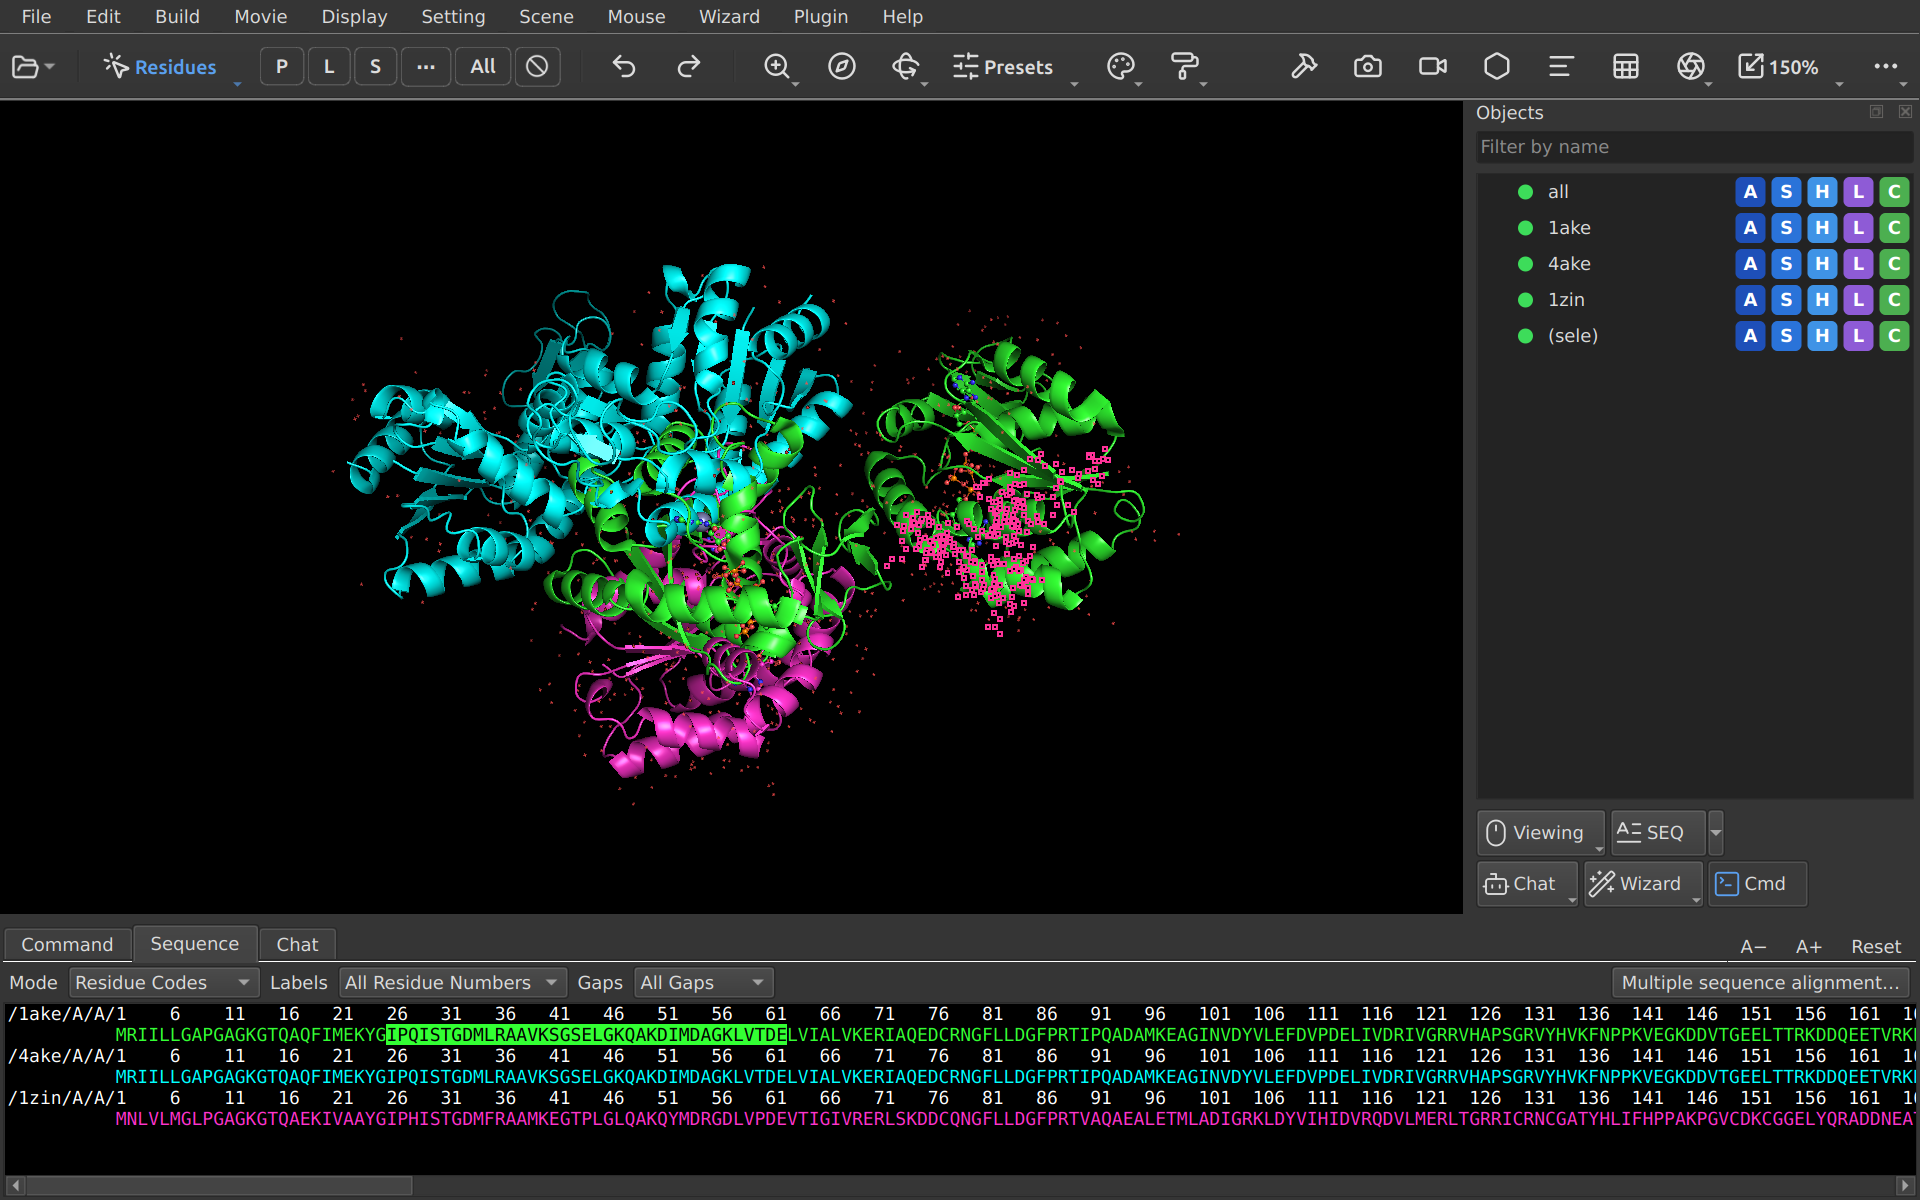 File Edit Build Movie Display Setting Scene Mouse Wizard Plugin Help
Residues P L S ... All Presets 150%
Objects
Filter by name
all A S H L C
1ake A S H L C
4ake A S H L C
1zin A S H L C
(sele) A S H L C
Viewing SEQ
Chat Wizard Cmd
Command Sequence Chat A− A+ Reset
Mode Residue Codes Labels All Residue Numbers Gaps All Gaps Multiple sequence alignment...
/1ake/A/A/1 6 11 16 21 26 31 36 41 46 51 56 61 66 71 76 81 86 91 96 101 106 111 116 121 126 131 136 141 146 151 156 161
MRIILLGAPGAGKGTQAQFIMEKYGIPQISTGDMLRAAVKSGSELGKQAKDIMDAGKLVTDELVIALVKERIAQEDCRNGFLLDGFPRTIPQADAMKEAGINVDYVLEFDVPDELIVDRIVGRRVHAPSGRVYHVKFNPPKVEGKDDVTGEELTTRKDDQEETVRK
/4ake/A/A/1 6 11 16 21 26 31 36 41 46 51 56 61 66 71 76 81 86 91 96 101 106 111 116 121 126 131 136 141 146 151 156 161
MRIILLGAPGAGKGTQAQFIMEKYGIPQISTGDMLRAAVKSGSELGKQAKDIMDAGKLVTDELVIALVKERIAQEDCRNGFLLDGFPRTIPQADAMKEAGINVDYVLEFDVPDELIVDRIVGRRVHAPSGRVYHVKFNPPKVEGKDDVTGEELTTRKDDQEETVRK
/1zin/A/A/1 6 11 16 21 26 31 36 41 46 51 56 61 66 71 76 81 86 91 96 101 106 111 116 121 126 131 136 141 146 151 156 161
MNLVLMGLPGAGKGTQAEKIVAAYGIPHISTGDMFRAAMKEGTPLGLQAKQYMDRGDLVPDEVTIGIVRERLSKDDCQNGFLLDGFPRTVAQAEALETMLADIGRKLDYVIHIDVRQDVLMERLTGRRICRNCGATYHLIFHPPAKPGVCDKCGGELYQRADDNEA